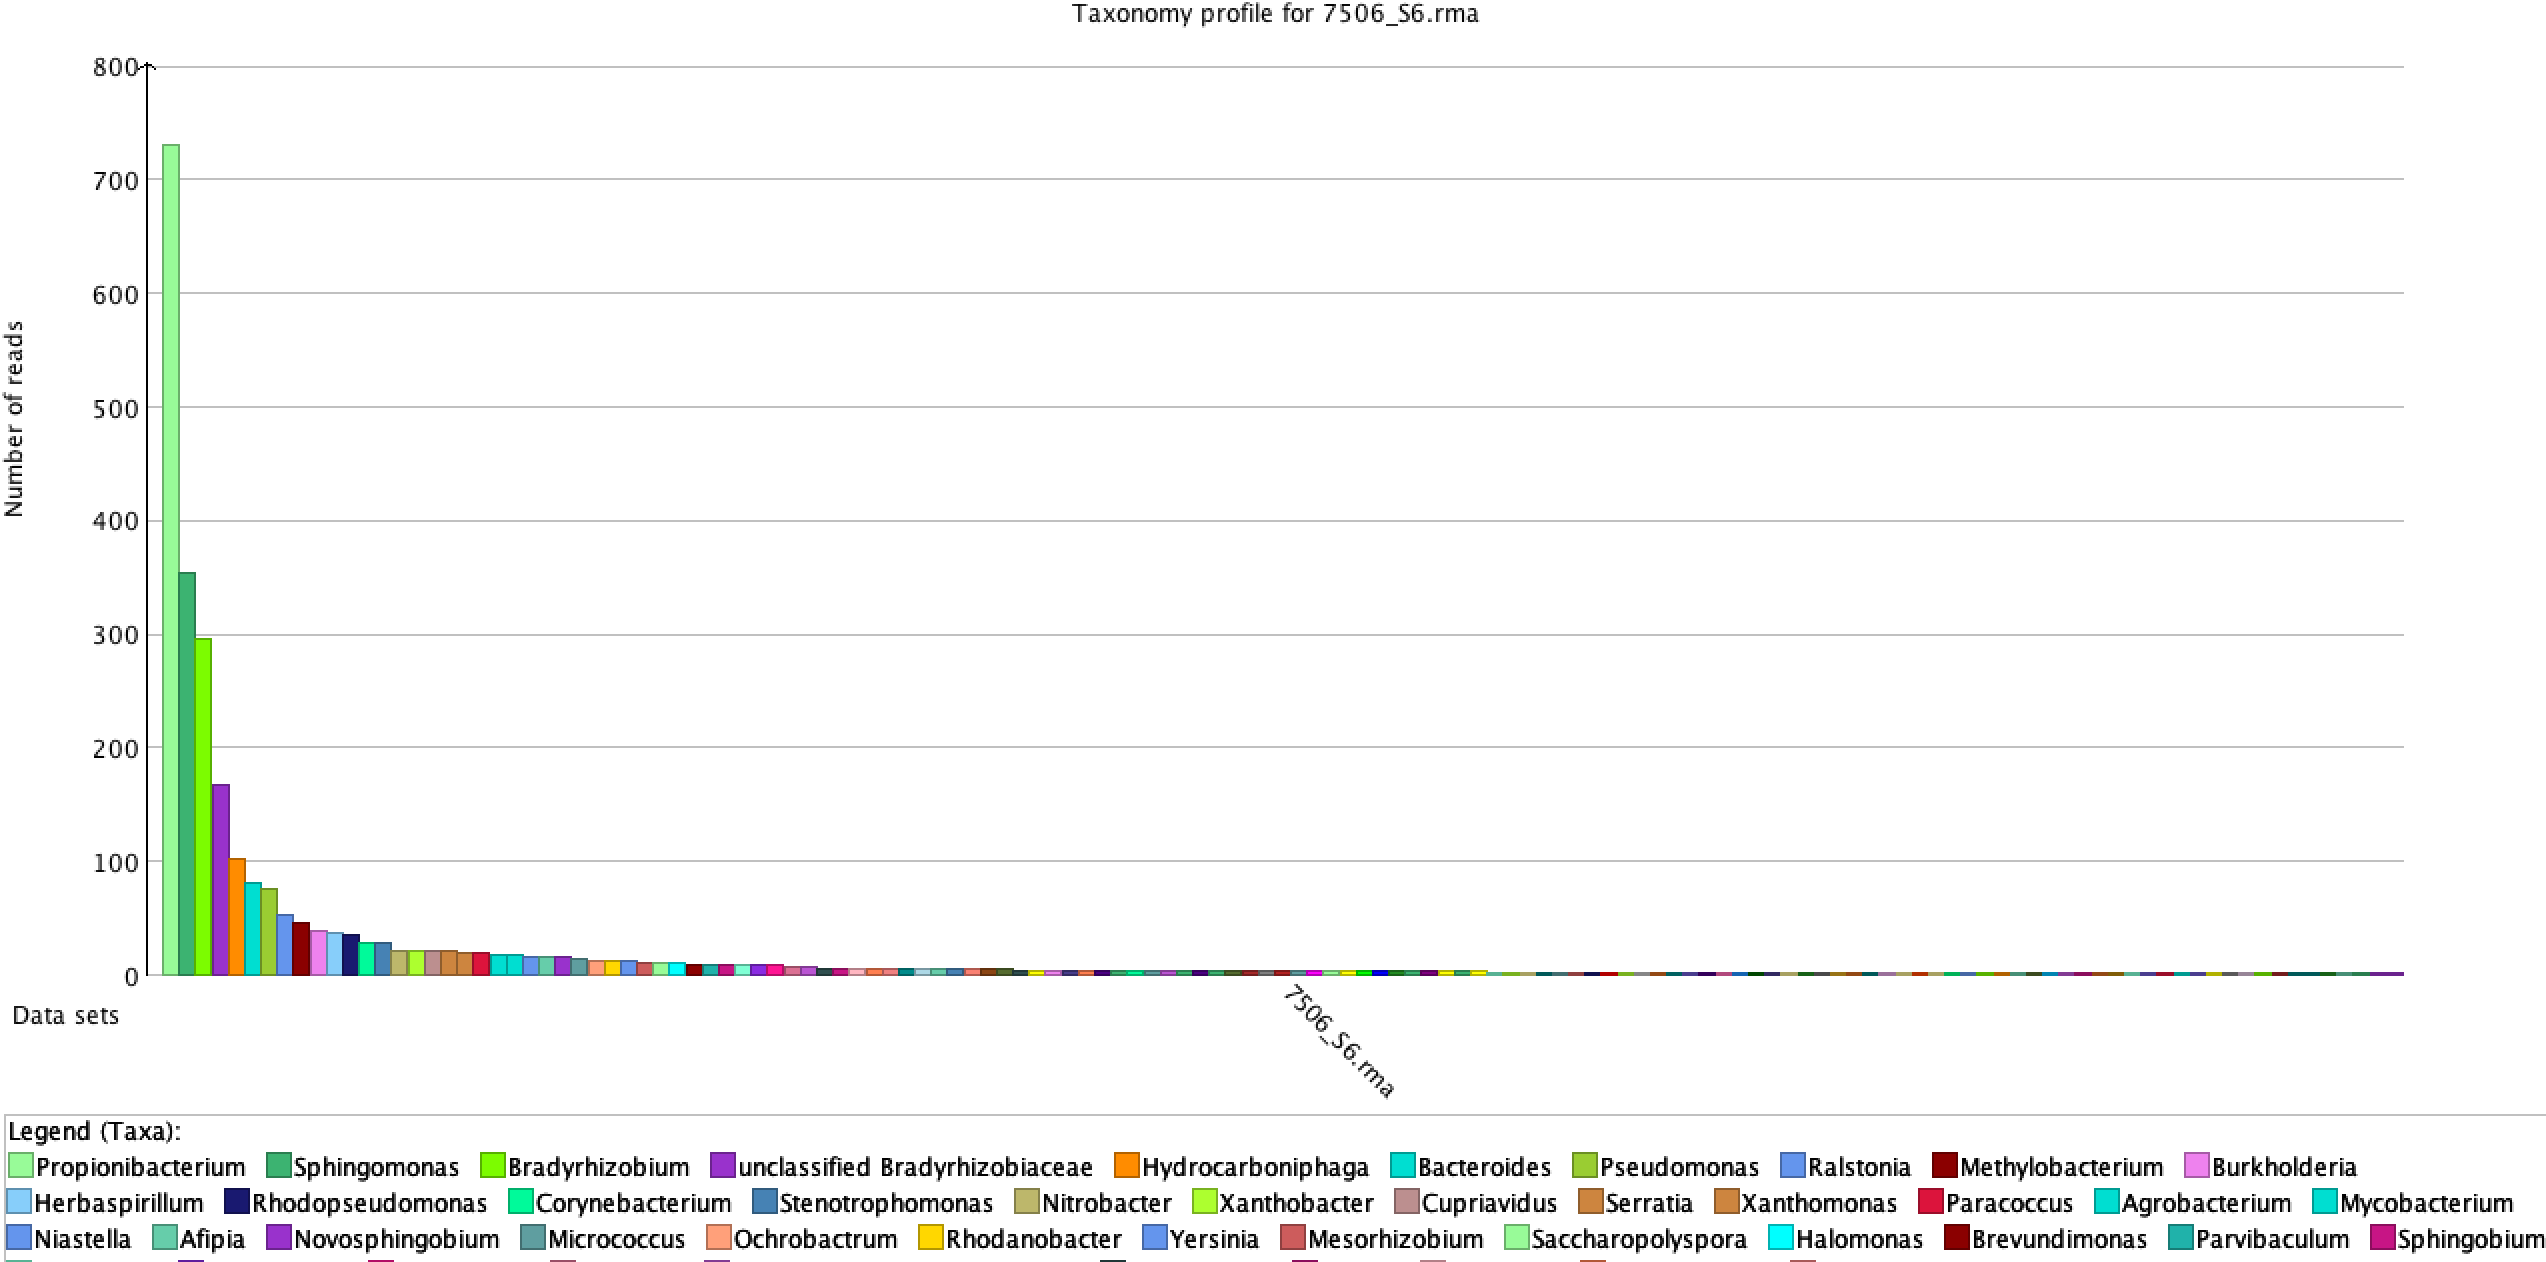 Taxonomy profile for 7506_S6.rma
800
700
600
500
400
300
200
100
0
Number of reads
Data sets
7506_S6.rma
Legend (Taxa):
Propionibacterium Sphingomonas Bradyrhizobium unclassified Bradyrhizobiaceae Hydrocarboniphaga Bacteroides Pseudomonas Ralstonia Methylobacterium Burkholderia
Herbaspirillum Rhodopseudomonas Corynebacterium Stenotrophomonas Nitrobacter Xanthobacter Cupriavidus Serratia Xanthomonas Paracoccus Agrobacterium Mycobacterium
Niastella Afipia Novosphingobium Micrococcus Ochrobactrum Rhodanobacter Yersinia Mesorhizobium Saccharopolyspora Halomonas Brevundimonas Parvibaculum Sphingobium